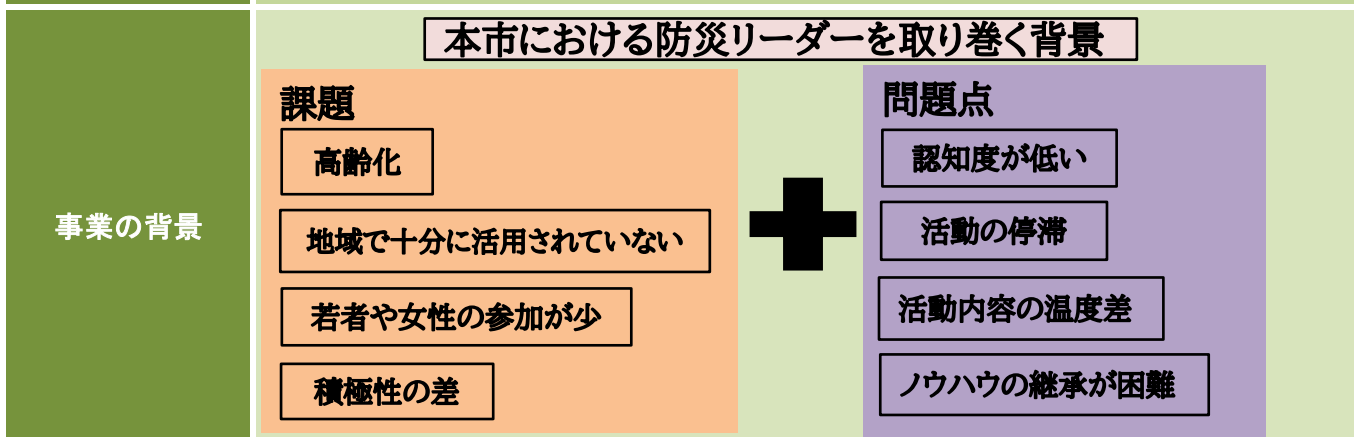 本市における防災リーダーを取り巻く背景
事業の背景
課題
高齢化
地域で十分に活用されていない
若者や女性の参加が少
積極性の差
問題点
認知度が低い
活動の停滞
活動内容の温度差
ノウハウの継承が困難